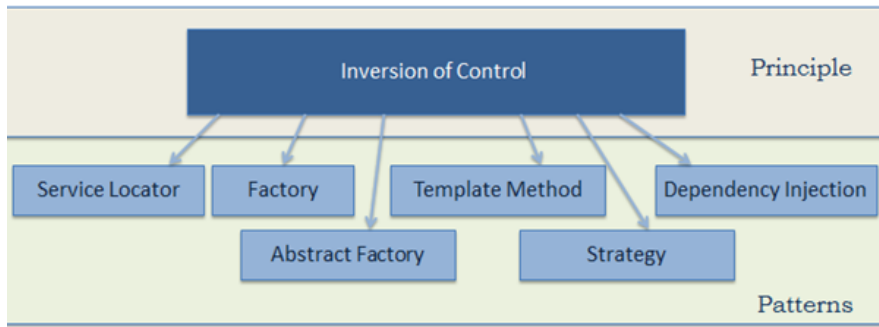 Inversion of Control
Principle
Service Locator
Factory
Template Method
Dependency Injection
Abstract Factory
Strategy
Patterns